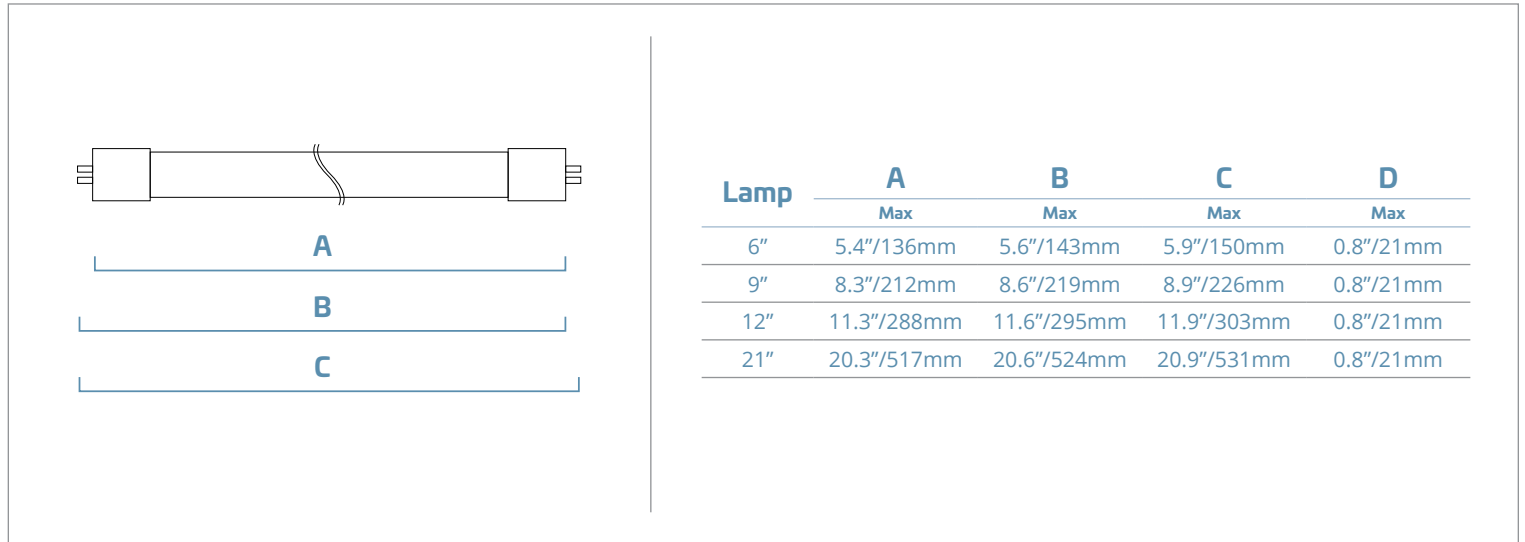 A
B
C
Lamp A B C D
Max Max Max Max
6” 5.4”/136mm 5.6”/143mm 5.9”/150mm 0.8”/21mm
9” 8.3”/212mm 8.6”/219mm 8.9”/226mm 0.8”/21mm
12” 11.3”/288mm 11.6”/295mm 11.9”/303mm 0.8”/21mm
21” 20.3”/517mm 20.6”/524mm 20.9”/531mm 0.8”/21mm